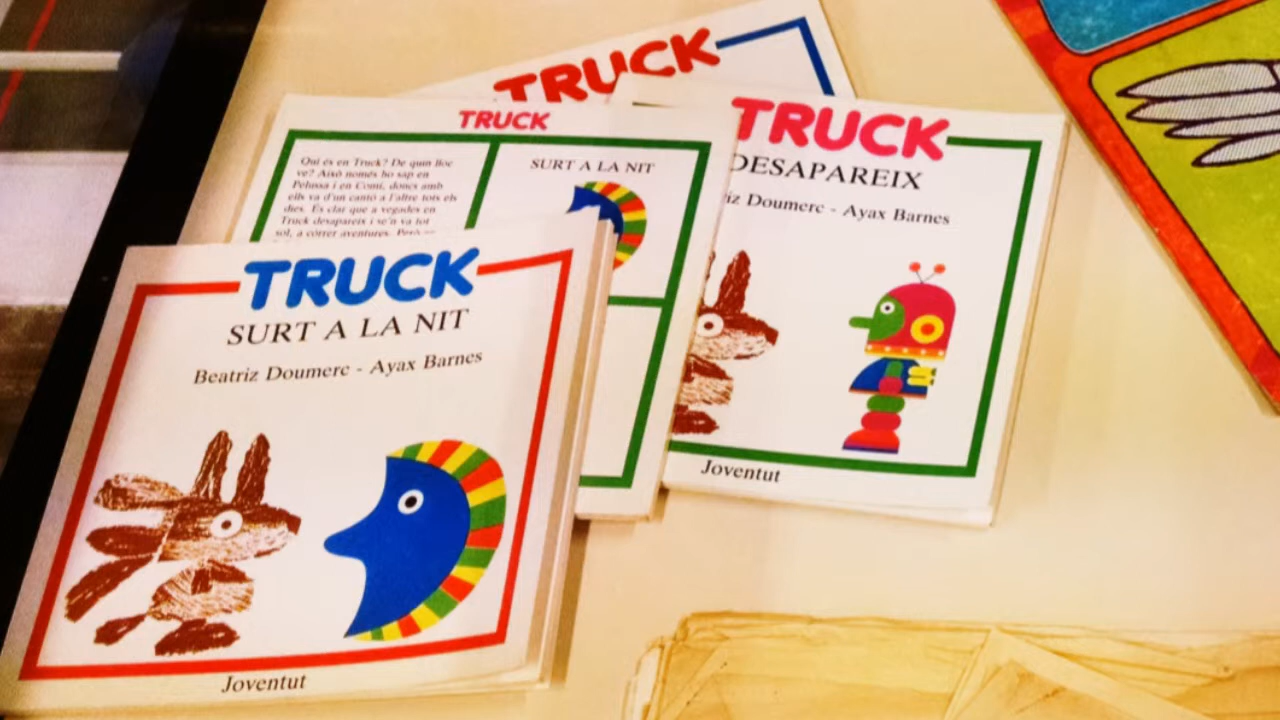 TRUCK
TRUCK
Qui és en Truck? De quin lloc
ve? Això només ho sap en
Pelussa i en Comí, doncs amb
ells va d'un cantó a l'altre tots els
dies. És clar que a vegades en
Truck desapareix i se'n va tot
sol, a córrer aventures. Però
SURT A LA NIT
TRUCK
DESAPAREIX
Doumerc - Ayax Barnes
Joventut
TRUCK
SURT A LA NIT
Beatriz Doumerc - Ayax Barnes
Joventut